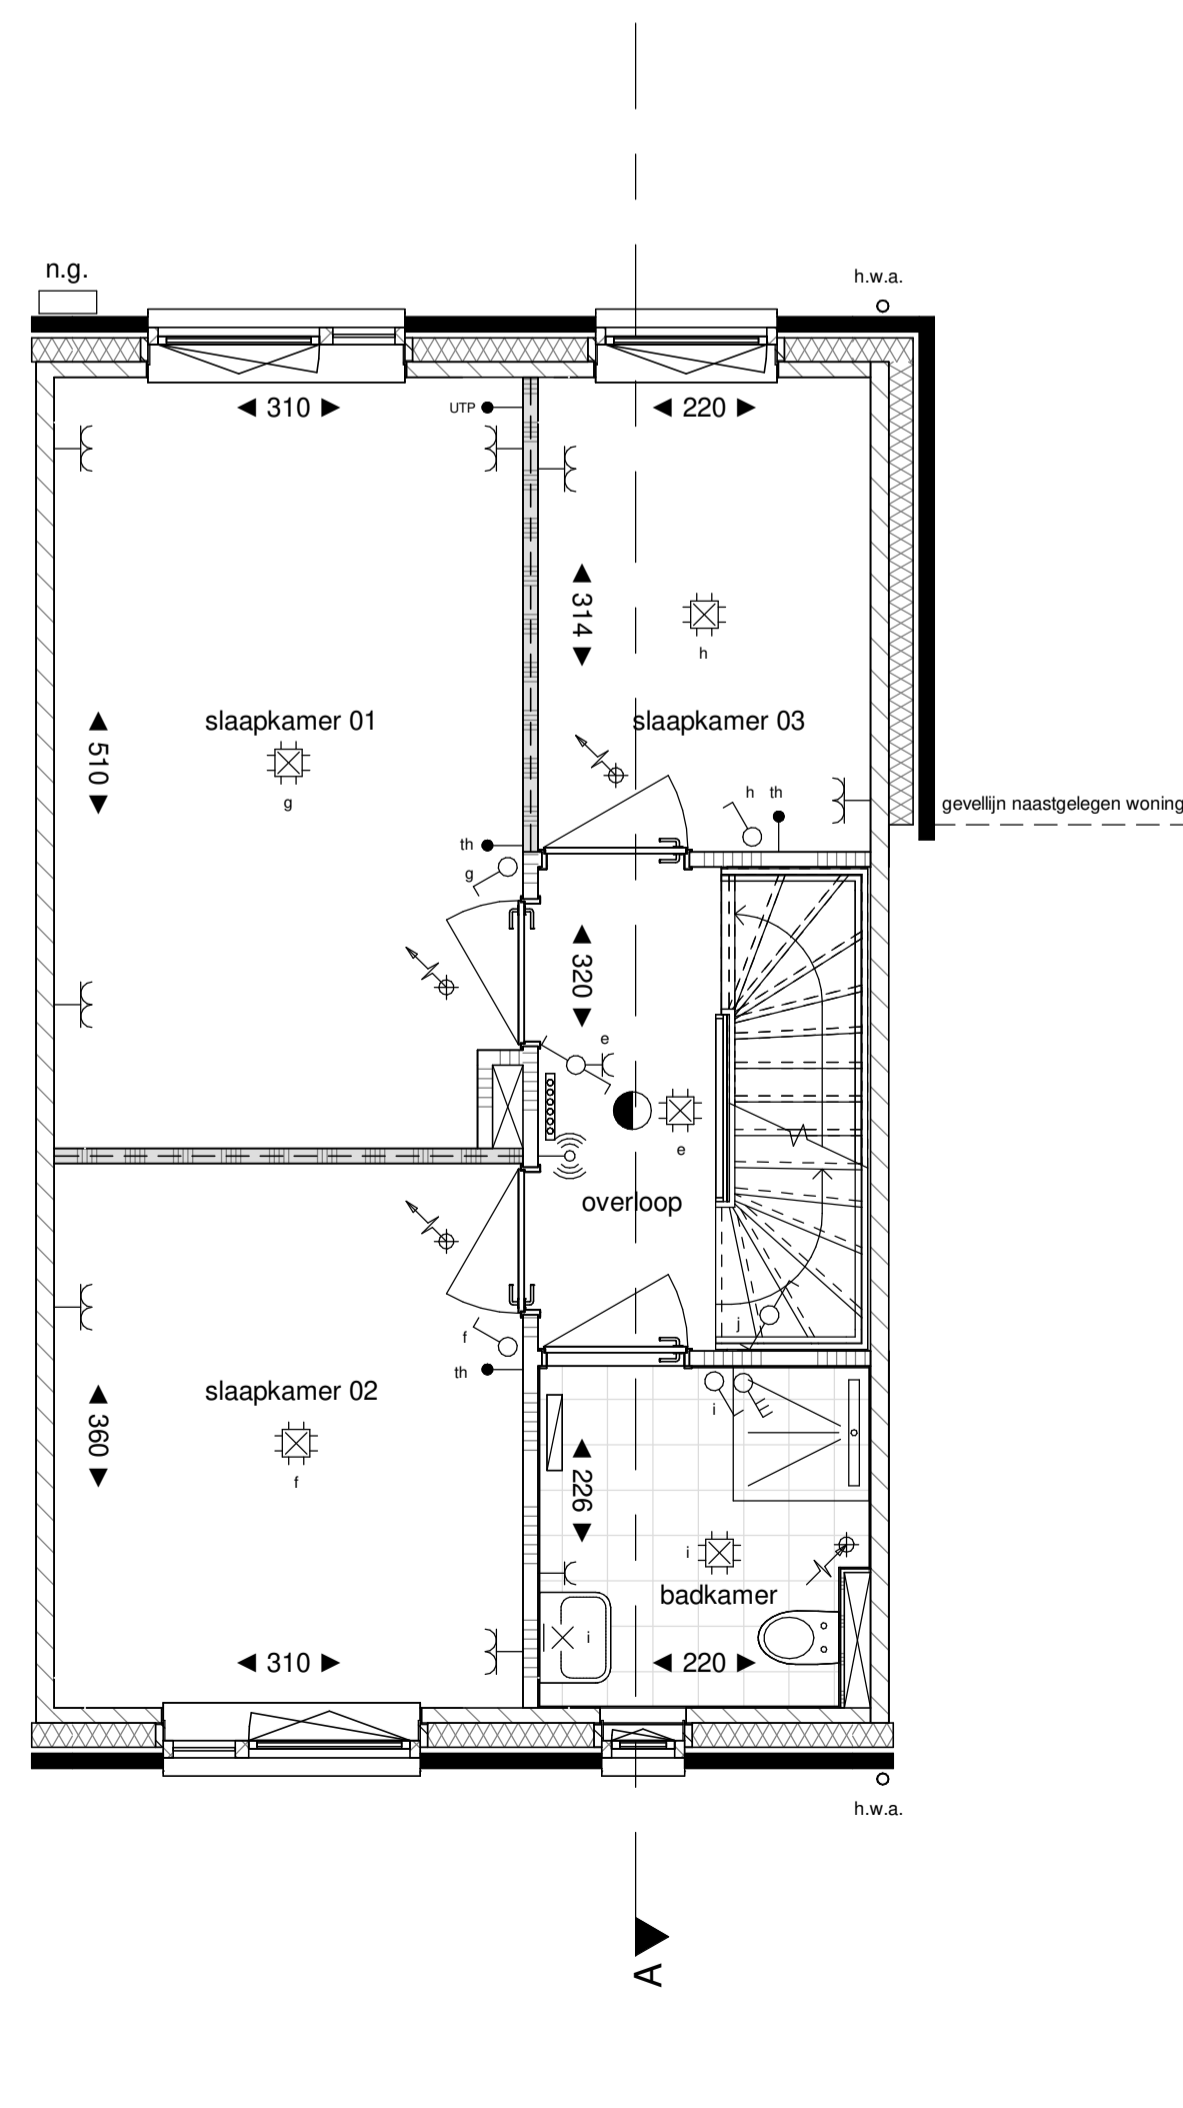 n.g.
h.w.a.
◄ 310 ►
UTP
◄ 220 ►
◄ 314 ►
h
slaapkamer 01
slaapkamer 03
◄ 510 ►
g
h th
gevellijn naastgelegen woning
th
g
◄ 320 ►
e
e
overloop
j
f
th
slaapkamer 02
i
◄ 360 ►
◄ 226 ►
f
i
badkamer
i
◄ 310 ►
◄ 220 ►
h.w.a.
A